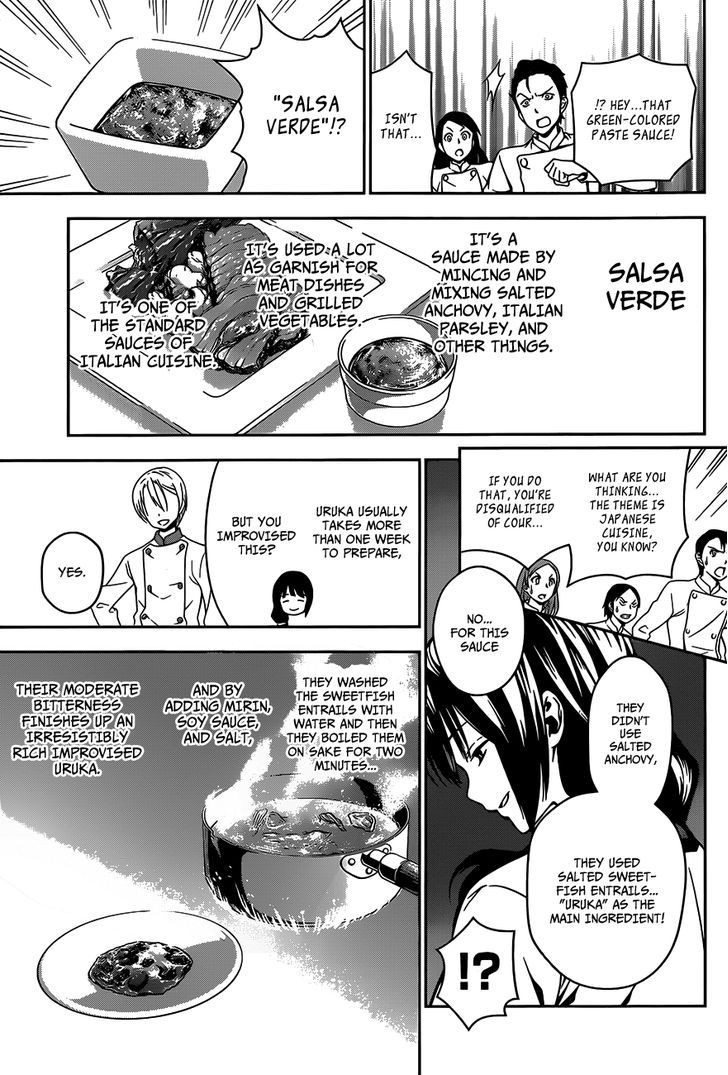 !? HEY...THAT
GREEN-COLORED
PASTE SAUCE!
ISN'T
THAT...
"SALSA
VERDE"!?
SALSA
VERDE
IT'S A
SAUCE MADE BY
MINCING AND
MIXING SALTED
ANCHOVY, ITALIAN
PARSLEY, AND
OTHER THINGS.
IT'S USED A LOT
AS GARNISH FOR
MEAT DISHES
AND GRILLED
VEGETABLES.
IT'S ONE OF
THE STANDARD
SAUCES OF
ITALIAN CUISINE.
WHAT ARE YOU
THINKING...
THE THEME IS
JAPANESE
CUISINE,
YOU KNOW?
IF YOU DO
THAT, YOU'RE
DISQUALIFIED
OF COUR...
NO...
FOR THIS
SAUCE
THEY
DIDN'T
USE
SALTED
ANCHOVY,
THEY USED
SALTED SWEET-
FISH ENTRAILS...
"URUKA" AS THE
MAIN INGREDIENT!
!?
URUKA USUALLY
TAKES MORE
THAN ONE WEEK
TO PREPARE,
BUT YOU
IMPROVISED
THIS?
YES.
THEY WASHED
THE SWEETFISH
ENTRAILS WITH
WATER AND THEN
THEY BOILED THEM
ON SAKE FOR TWO
MINUTES...
AND BY
ADDING MIRIN,
SOY SAUCE,
AND SALT,
THEIR MODERATE
BITTERNESS
FINISHES UP AN
IRRESISTIBLY
RICH IMPROVISED
URUKA.